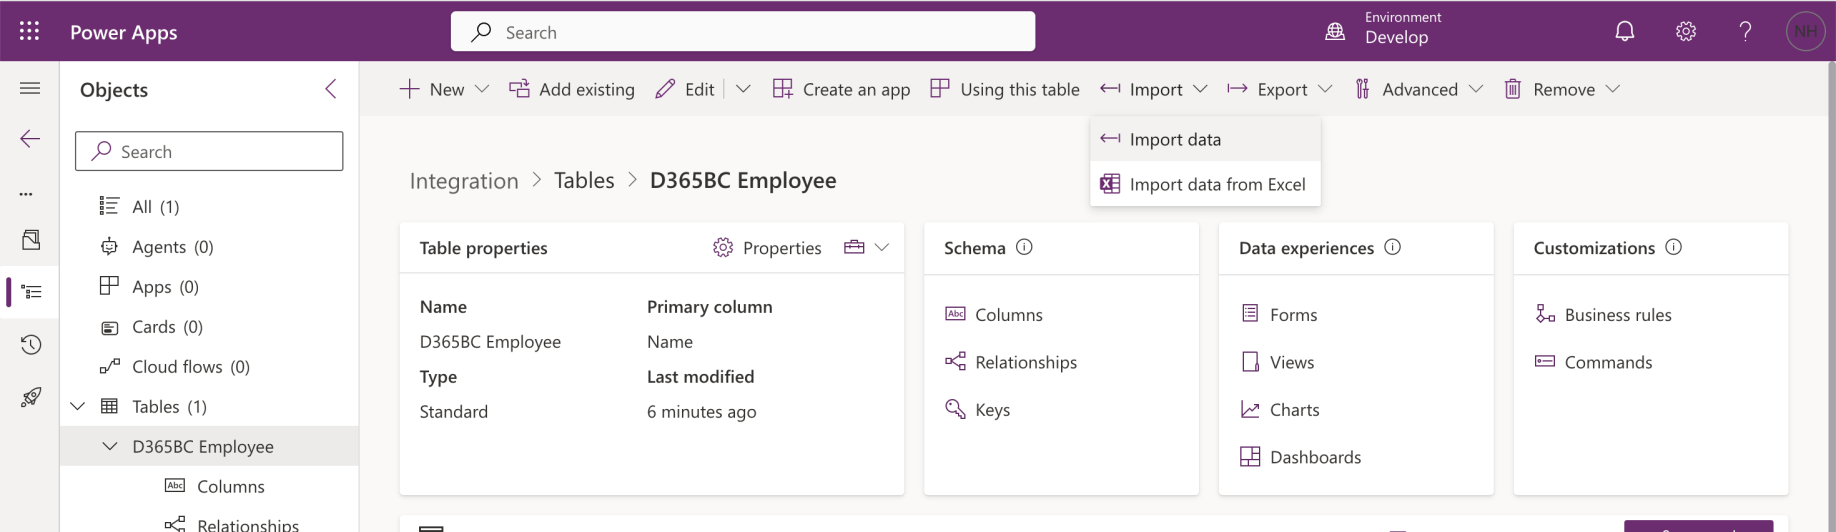 Power Apps
Search
Environment
Develop
NH
Objects
Search
All (1)
Agents (0)
Apps (0)
Cards (0)
Cloud flows (0)
Tables (1)
D365BC Employee
Abc Columns
Relationships
New
Add existing
Edit
Create an app
Using this table
Import
Export
Advanced
Remove
Import data
Import data from Excel
Integration > Tables > D365BC Employee
Table properties
Properties
Name
Primary column
D365BC Employee
Name
Type
Last modified
Standard
6 minutes ago
Schema
Abc Columns
Relationships
Keys
Data experiences
Forms
Views
Charts
Dashboards
Customizations
Business rules
Commands